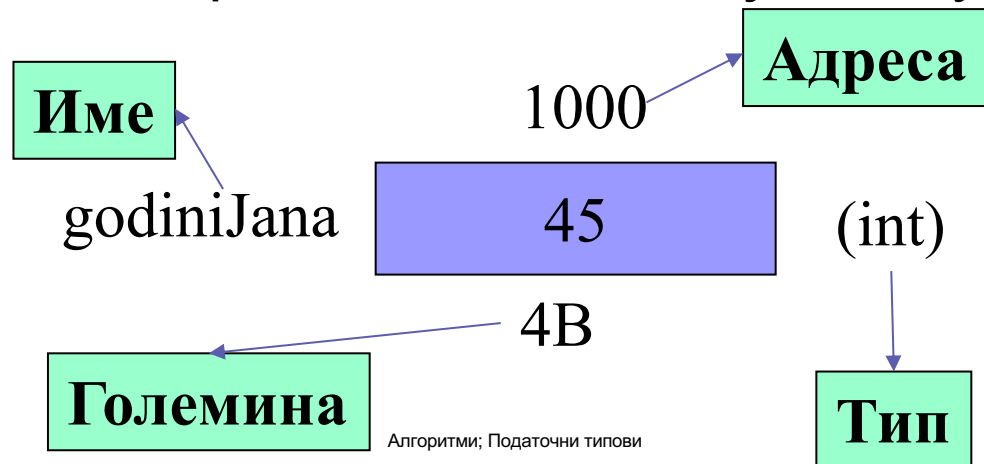 Адреса
1000
Име
godiniJana
45
(int)
4B
Големина
Тип
Алгоритми; Податочни типови